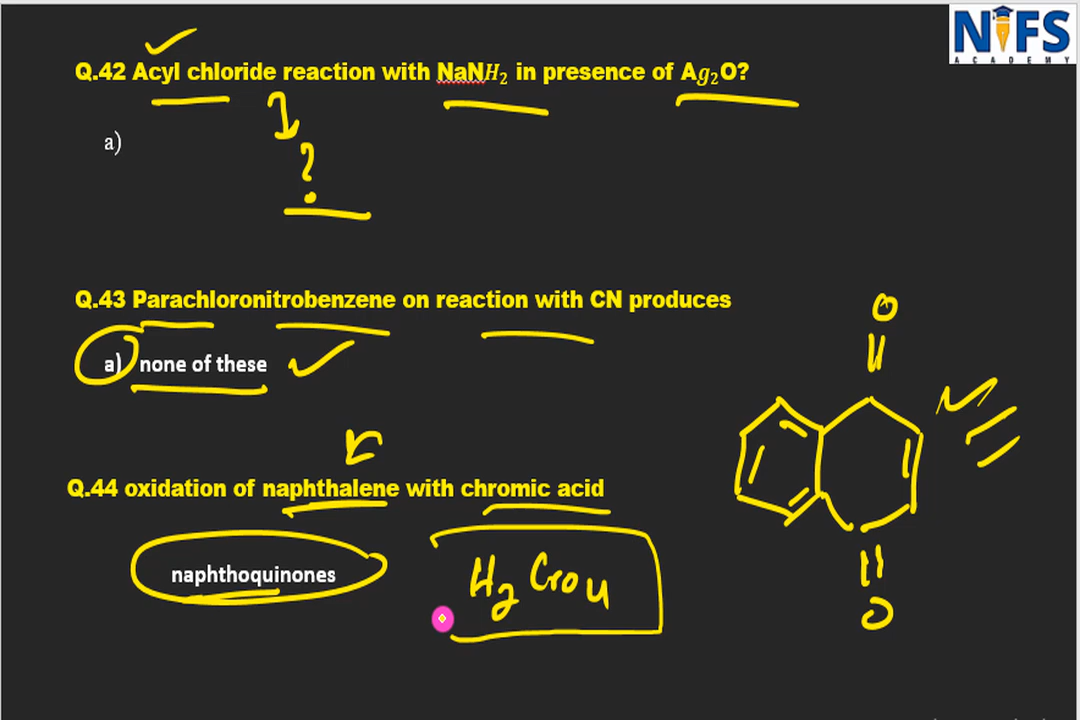 NIFS
ACADEMY
Q.42 Acyl chloride reaction with NaNH₂ in presence of Ag₂O?
a)
?
Q.43 Parachloronitrobenzene on reaction with CN produces
a) none of these
O
Q.44 oxidation of naphthalene with chromic acid
naphthoquinones
H₂ Cro4
O